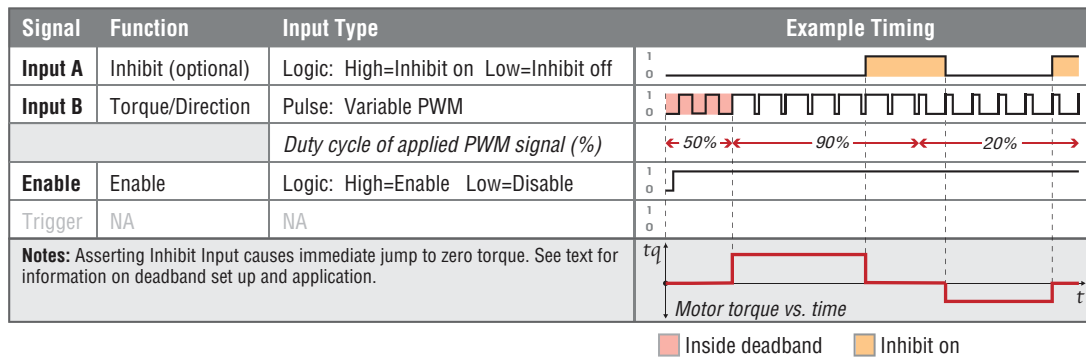 Signal Function Input Type Example Timing
Input A Inhibit (optional) Logic: High=Inhibit on Low=Inhibit off 1 0
Input B Torque/Direction Pulse: Variable PWM 1 0
Duty cycle of applied PWM signal (%) 50% 90% 20%
Enable Enable Logic: High=Enable Low=Disable 1 0
Trigger NA NA 1 0
Notes: Asserting Inhibit Input causes immediate jump to zero torque. See text for
information on deadband set up and application.
tq
t
Motor torque vs. time
Inside deadband Inhibit on